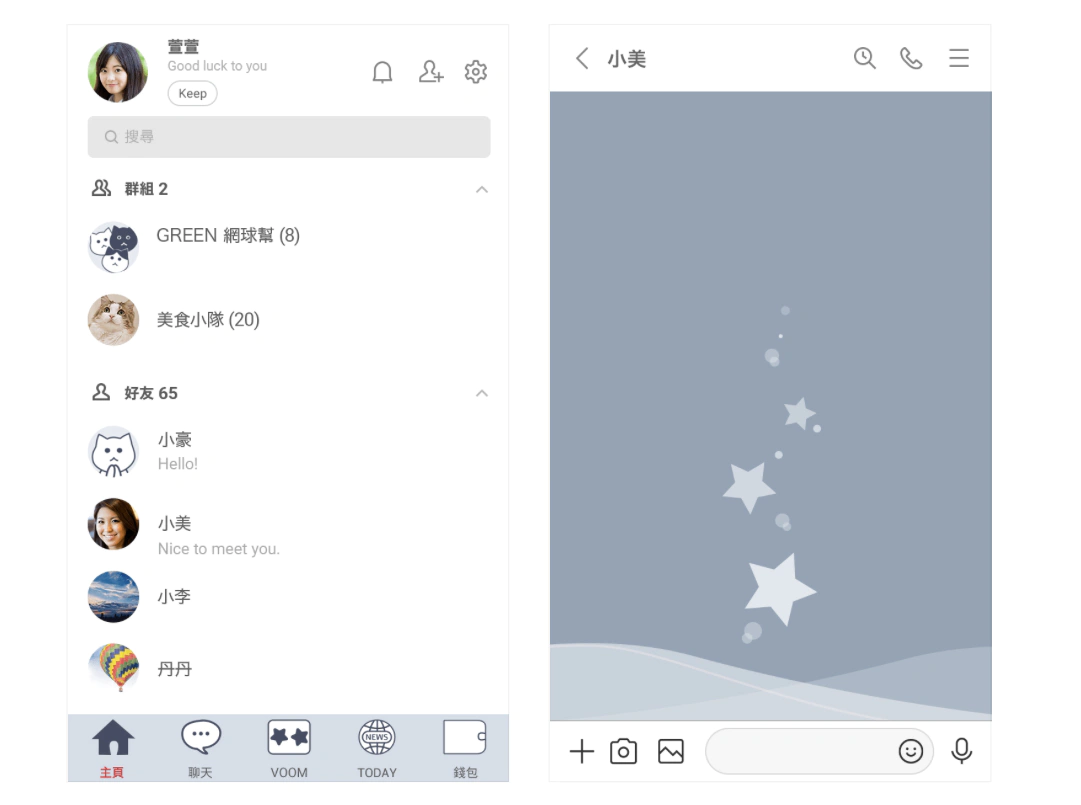 萱萱
Good luck to you
Keep
搜尋
群組 2
GREEN 網球幫 (8)
美食小隊 (20)
好友 65
小豪
Hello!
小美
Nice to meet you.
小李
丹丹
主頁
聊天
VOOM
NEWS
TODAY
錢包
小美